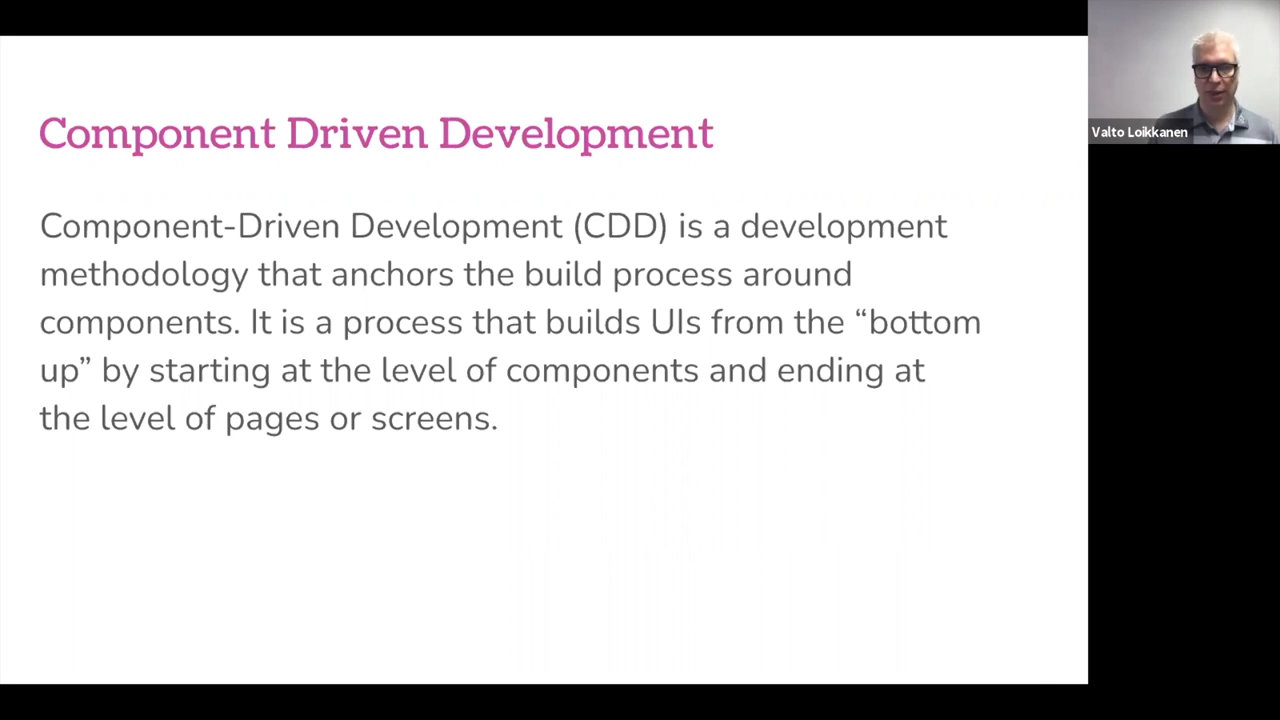 Component Driven Development
Component-Driven Development (CDD) is a development
methodology that anchors the build process around
components. It is a process that builds UIs from the “bottom
up” by starting at the level of components and ending at
the level of pages or screens.
Valto Loikkanen